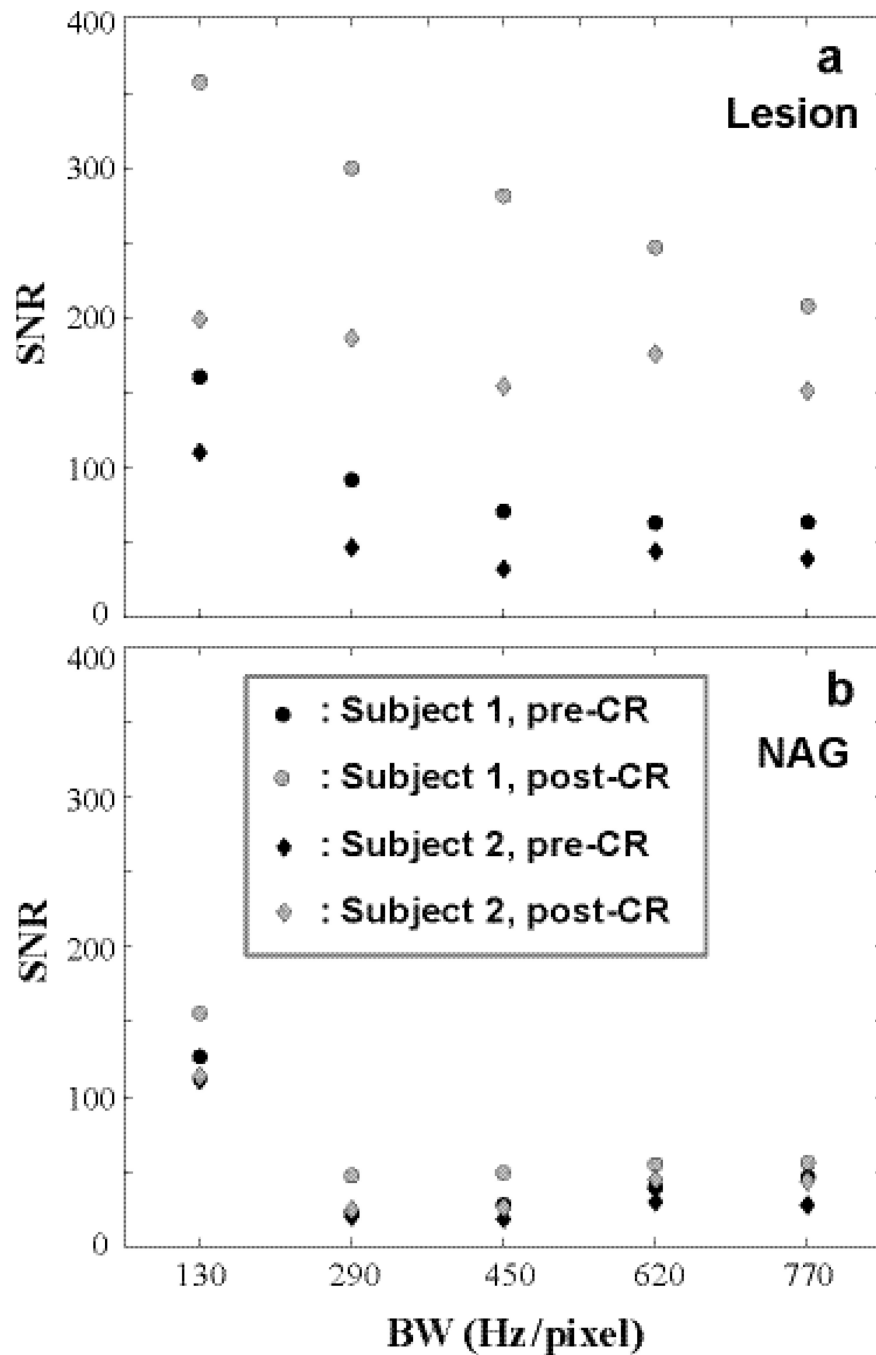 400
a
Lesion
300
SNR
200
100
0
400
b
: Subject 1, pre-CR
NAG
: Subject 1, post-CR
300
: Subject 2, pre-CR
: Subject 2, post-CR
SNR
200
100
0
130 290 450 620 770
BW (Hz/pixel)